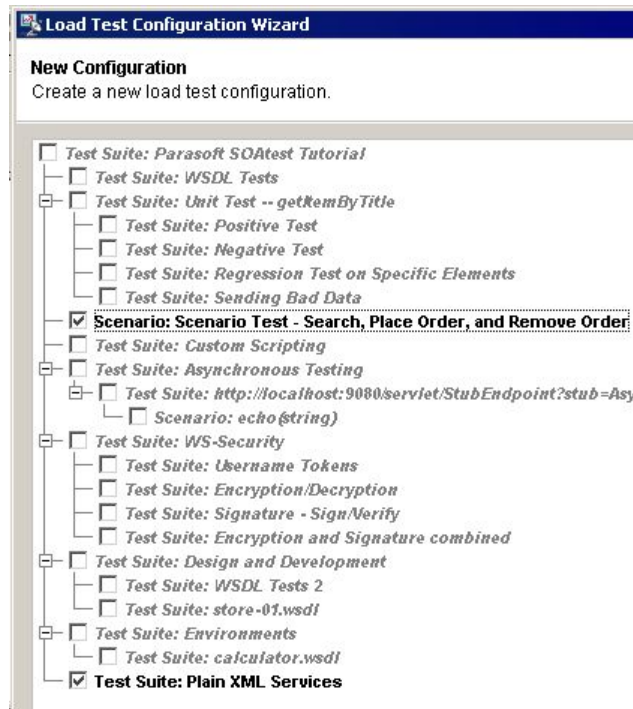 Load Test Configuration Wizard
New Configuration
Create a new load test configuration.
Test Suite: Parasoft SOAtest Tutorial
Test Suite: WSDL Tests
Test Suite: Unit Test -- getItemByTitle
Test Suite: Positive Test
Test Suite: Negative Test
Test Suite: Regression Test on Specific Elements
Test Suite: Sending Bad Data
Scenario: Scenario Test - Search, Place Order, and Remove Order
Test Suite: Custom Scripting
Test Suite: Asynchronous Testing
Test Suite: http://localhost:9080/servlet/StubEndpoint?stub=Asy
Scenario: echo(string)
Test Suite: WS-Security
Test Suite: Username Tokens
Test Suite: Encryption/Decryption
Test Suite: Signature - Sign/Verify
Test Suite: Encryption and Signature combined
Test Suite: Design and Development
Test Suite: WSDL Tests 2
Test Suite: store-01.wsdl
Test Suite: Environments
Test Suite: calculator.wsdl
Test Suite: Plain XML Services